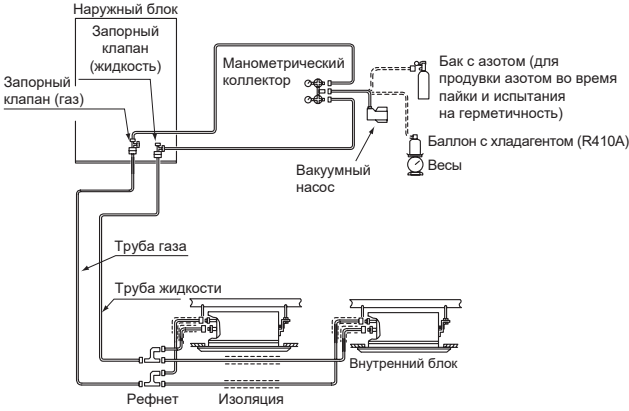 Наружный блок
Запорный
клапан
(жидкость)
Запорный
клапан (газ)
Манометрический
коллектор
Бак с азотом (для
продувки азотом во время
пайки и испытания
на герметичность)
Баллон с хладагентом (R410A)
Весы
Вакуумный
насос
Труба газа
Труба жидкости
Внутренний блок
Рефнет
Изоляция